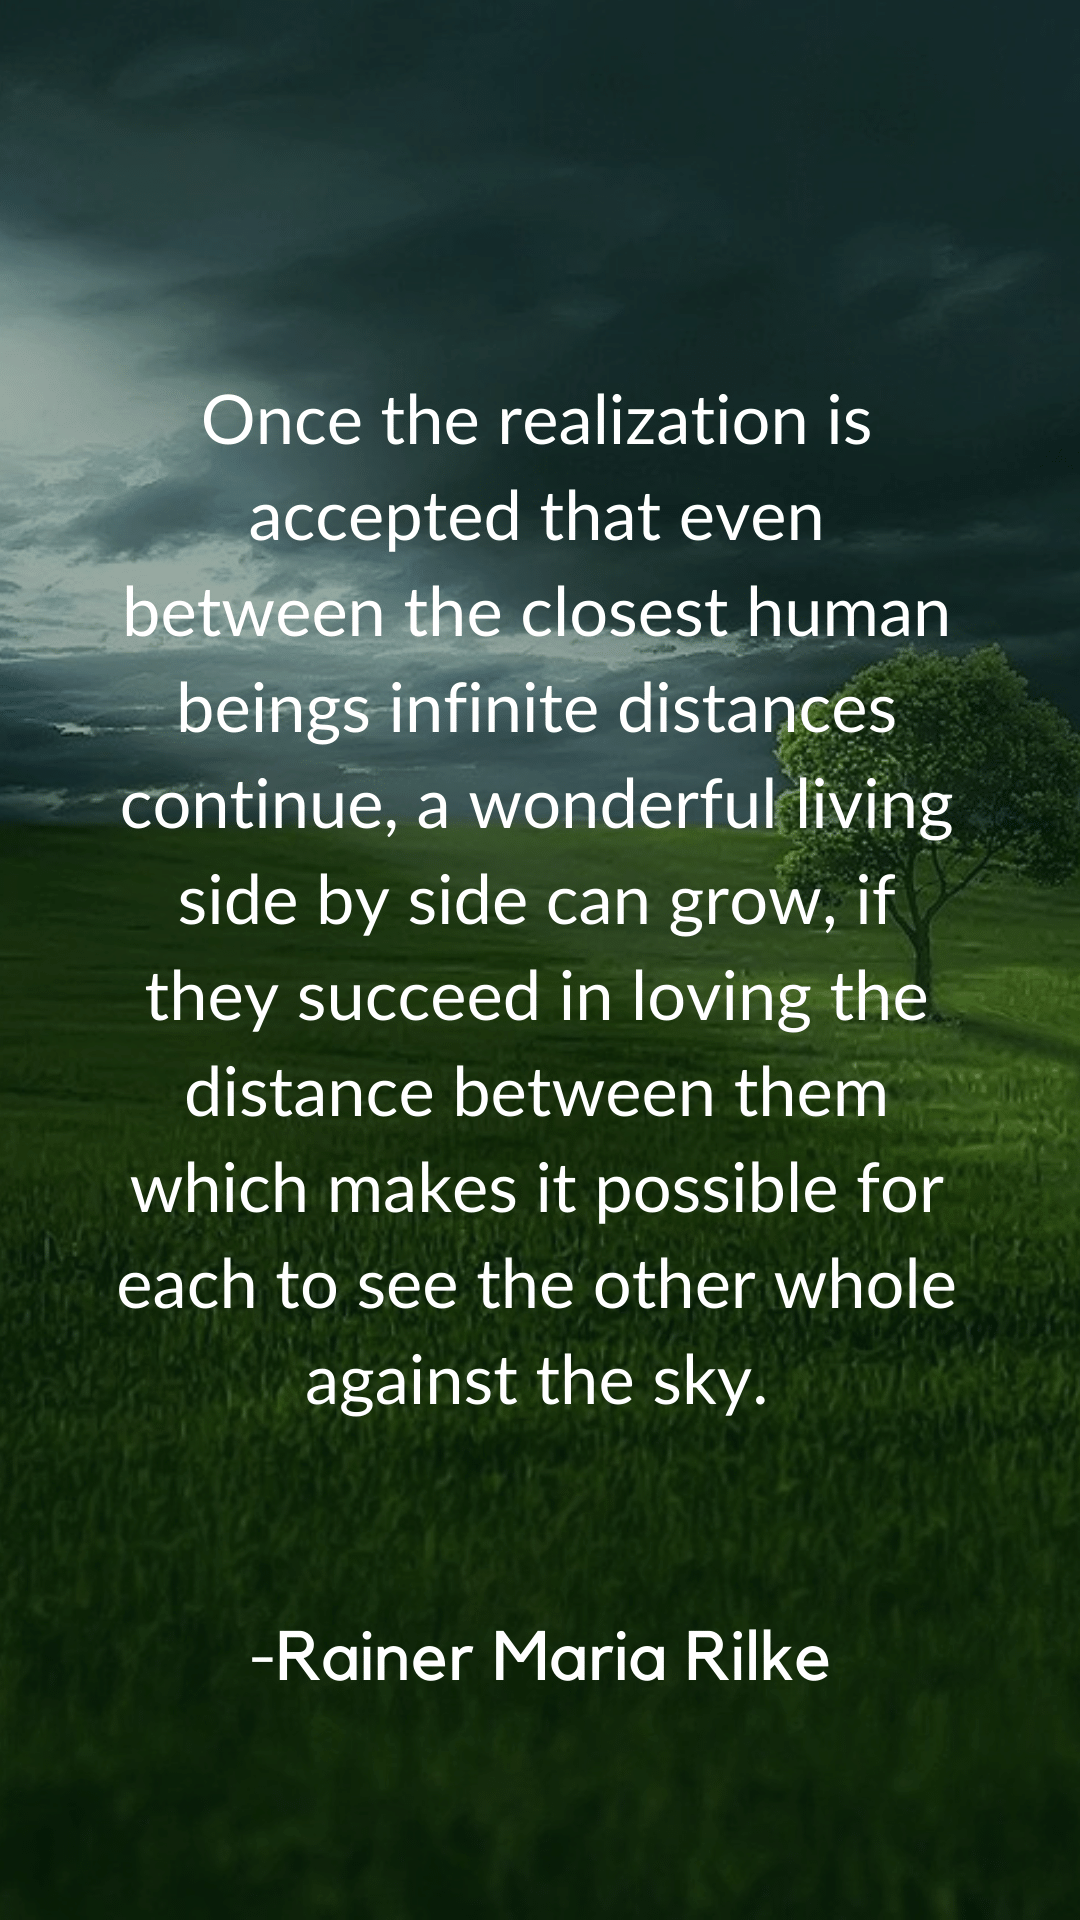 Once the realization is
accepted that even
between the closest human
beings infinite distances
continue, a wonderful living
side by side can grow, if
they succeed in loving the
distance between them
which makes it possible for
each to see the other whole
against the sky.
-Rainer Maria Rilke